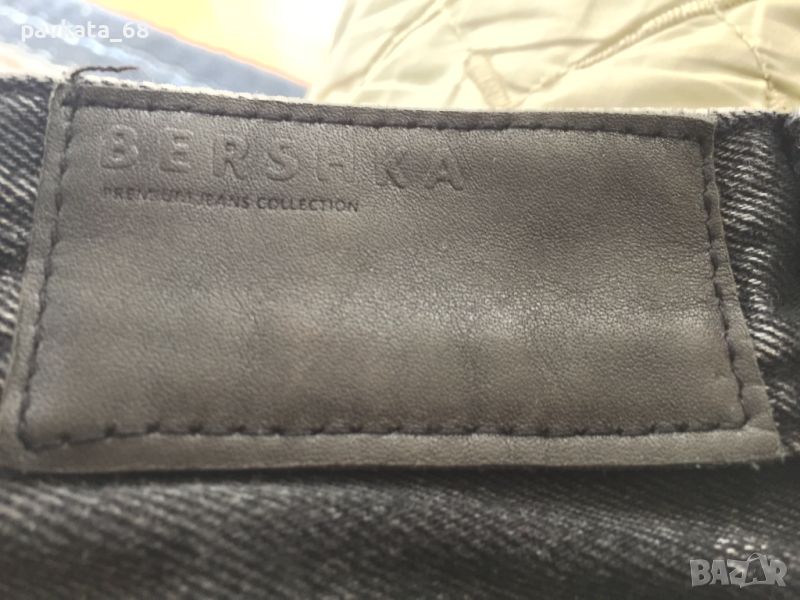 pavkata_68
BERSHKA
PREMIUM JEANS COLLECTION
BAZAR